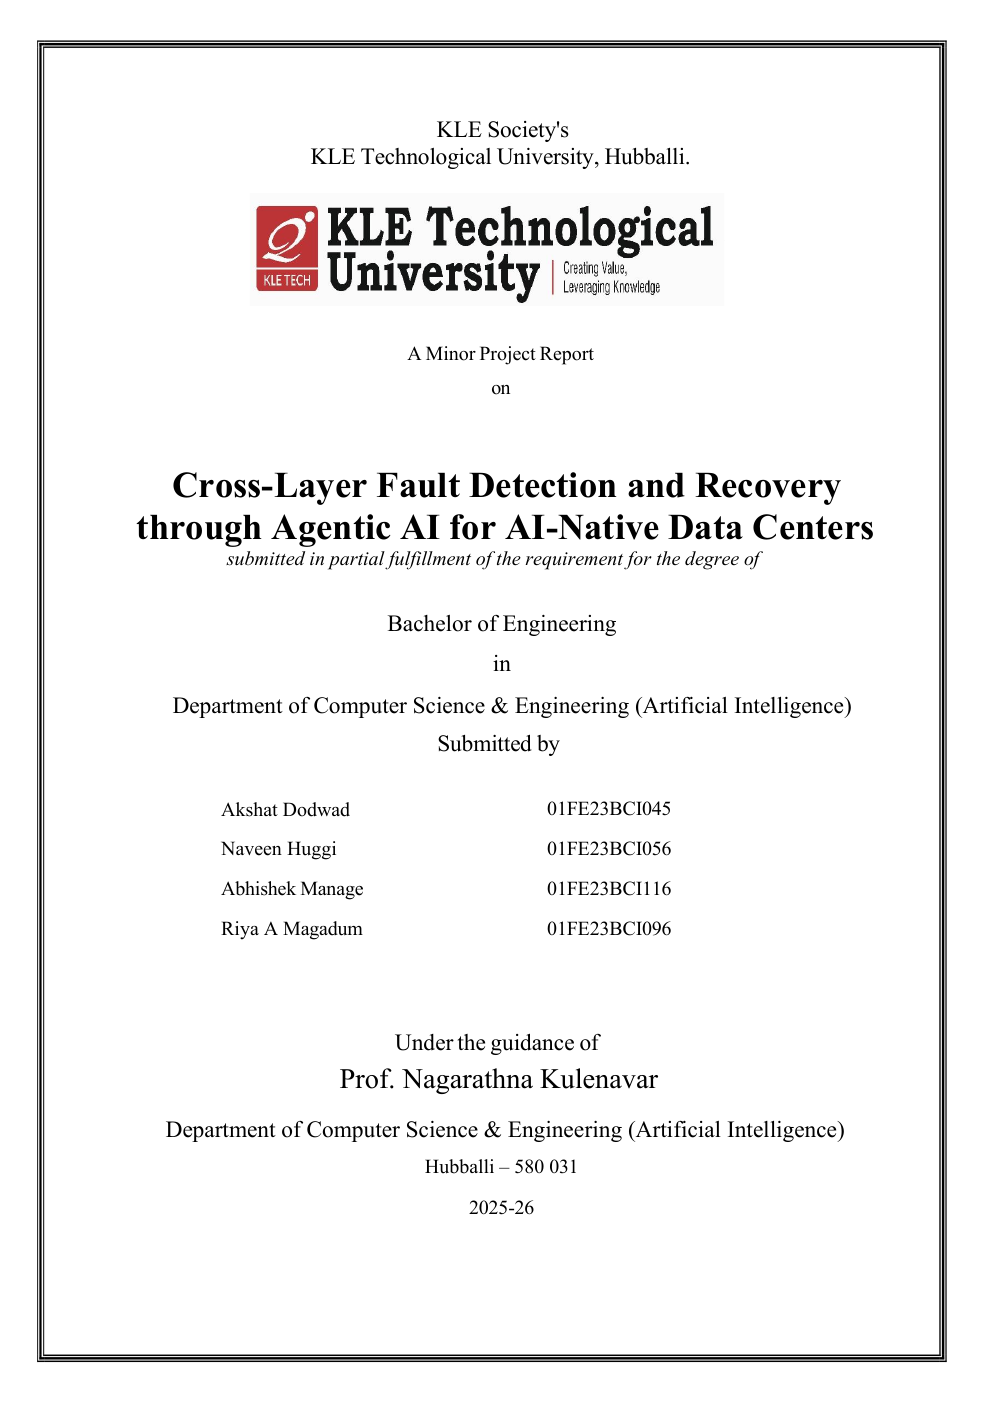 KLE Society's
KLE Technological University, Hubballi.
KLE Technological
University
Creating Value,
Leveraging Knowledge
KLE TECH
A Minor Project Report
on
Cross-Layer Fault Detection and Recovery
through Agentic AI for AI-Native Data Centers
submitted in partial fulfillment of the requirement for the degree of
Bachelor of Engineering
in
Department of Computer Science & Engineering (Artificial Intelligence)
Submitted by
Akshat Dodwad 01FE23BCI045
Naveen Huggi 01FE23BCI056
Abhishek Manage 01FE23BCI116
Riya A Magadum 01FE23BCI096
Under the guidance of
Prof. Nagarathna Kulenavar
Department of Computer Science & Engineering (Artificial Intelligence)
Hubballi – 580 031
2025-26